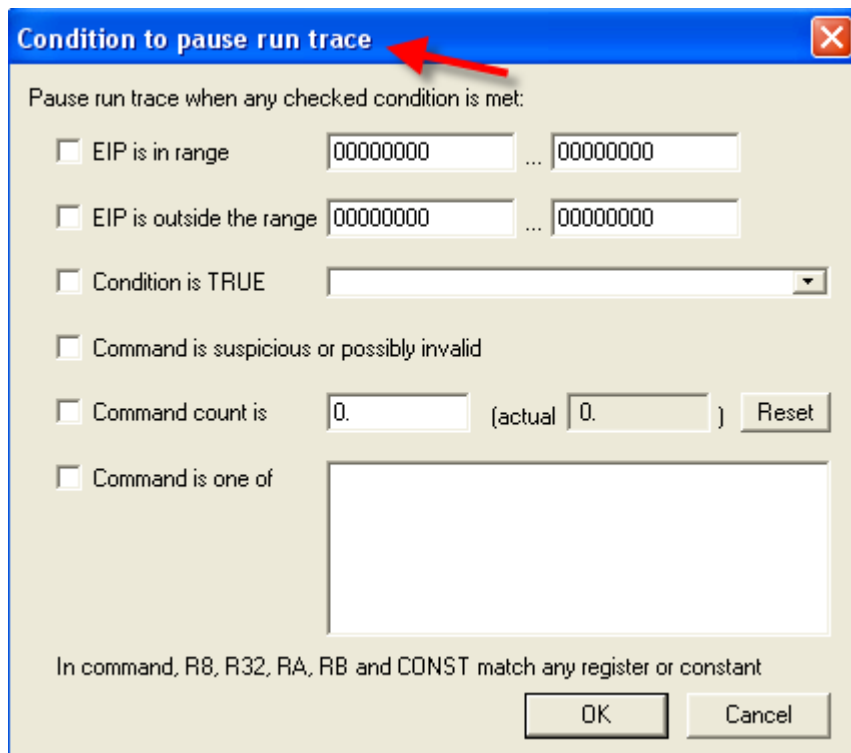 Condition to pause run trace
Pause run trace when any checked condition is met:
EIP is in range 00000000 ... 00000000
EIP is outside the range 00000000 ... 00000000
Condition is TRUE
Command is suspicious or possibly invalid
Command count is 0. (actual 0. ) Reset
Command is one of
In command, R8, R32, RA, RB and CONST match any register or constant
OK Cancel